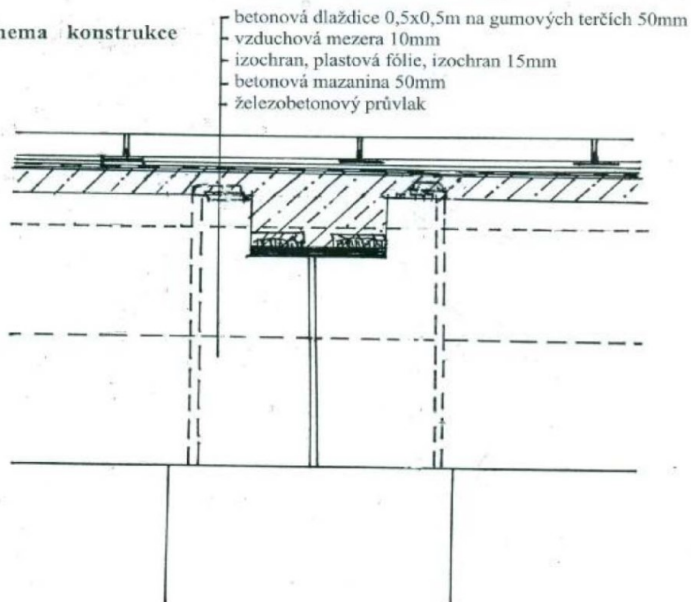 betonová dlaždice 0,5x0,5m na gumových terčích 50mm
nema konstrukce
vzduchová mezera 10mm
izochran, plastová fólie, izochran 15mm
betonová mazanina 50mm
železobetonový průvlak